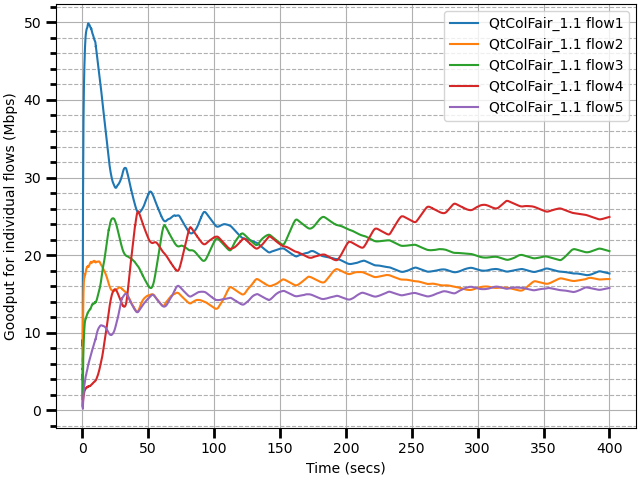 Goodput for individual flows (Mbps)
50
40
30
20
10
0
QtColFair_1.1 flow1
QtColFair_1.1 flow2
QtColFair_1.1 flow3
QtColFair_1.1 flow4
QtColFair_1.1 flow5
0 50 100 150 200 250 300 350 400
Time (secs)